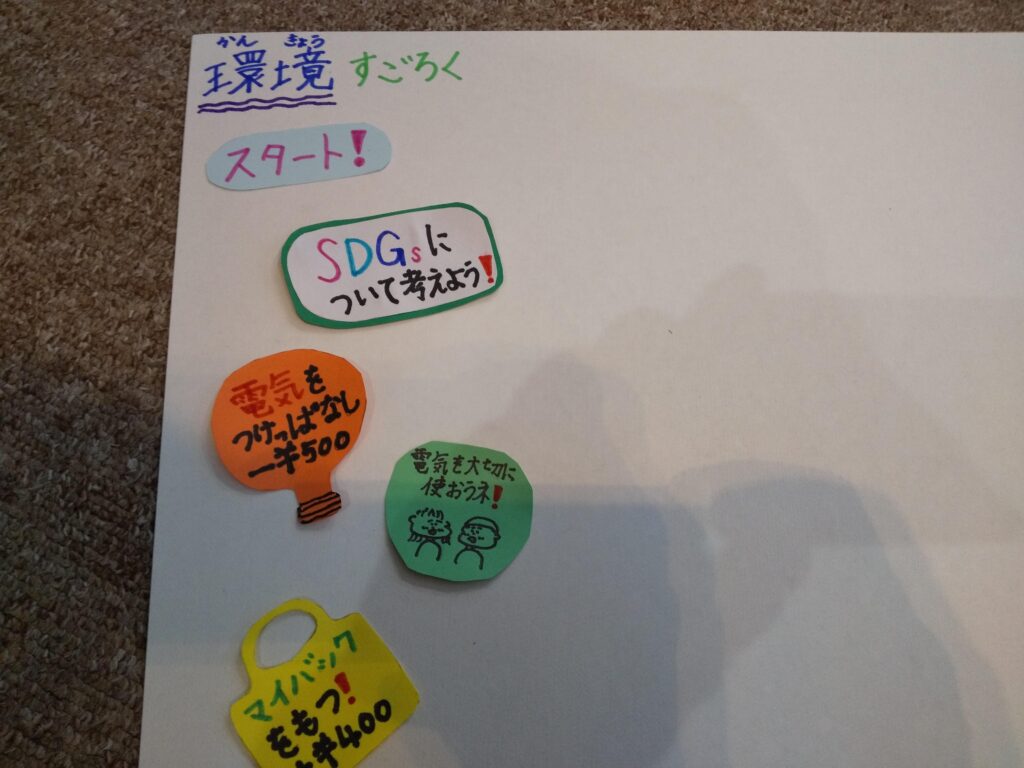 かん きょう
環境 すごろく
スタート!
SDGsに
ついて考えよう!
電気を
つけっぱなし
-¥500
電気を大切に
使おうネ!
マイバック
をもつ!
+¥400